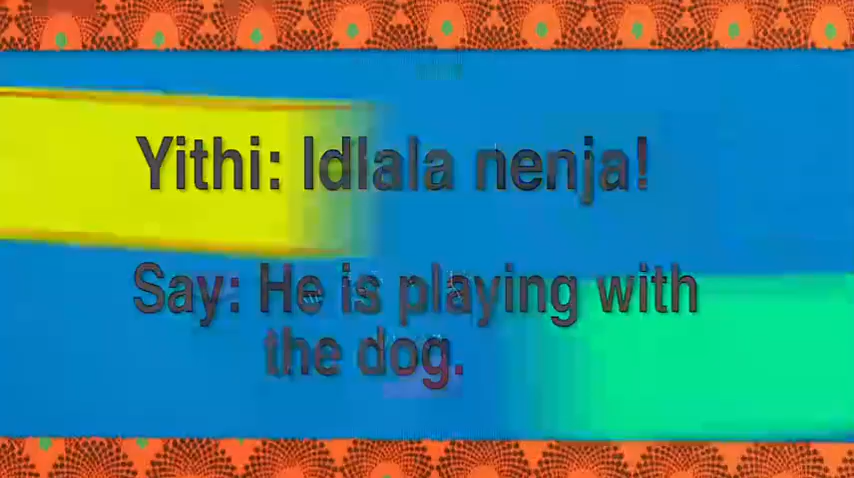 Yithi: Idlala nenja!
Say: He is playing with
the dog.